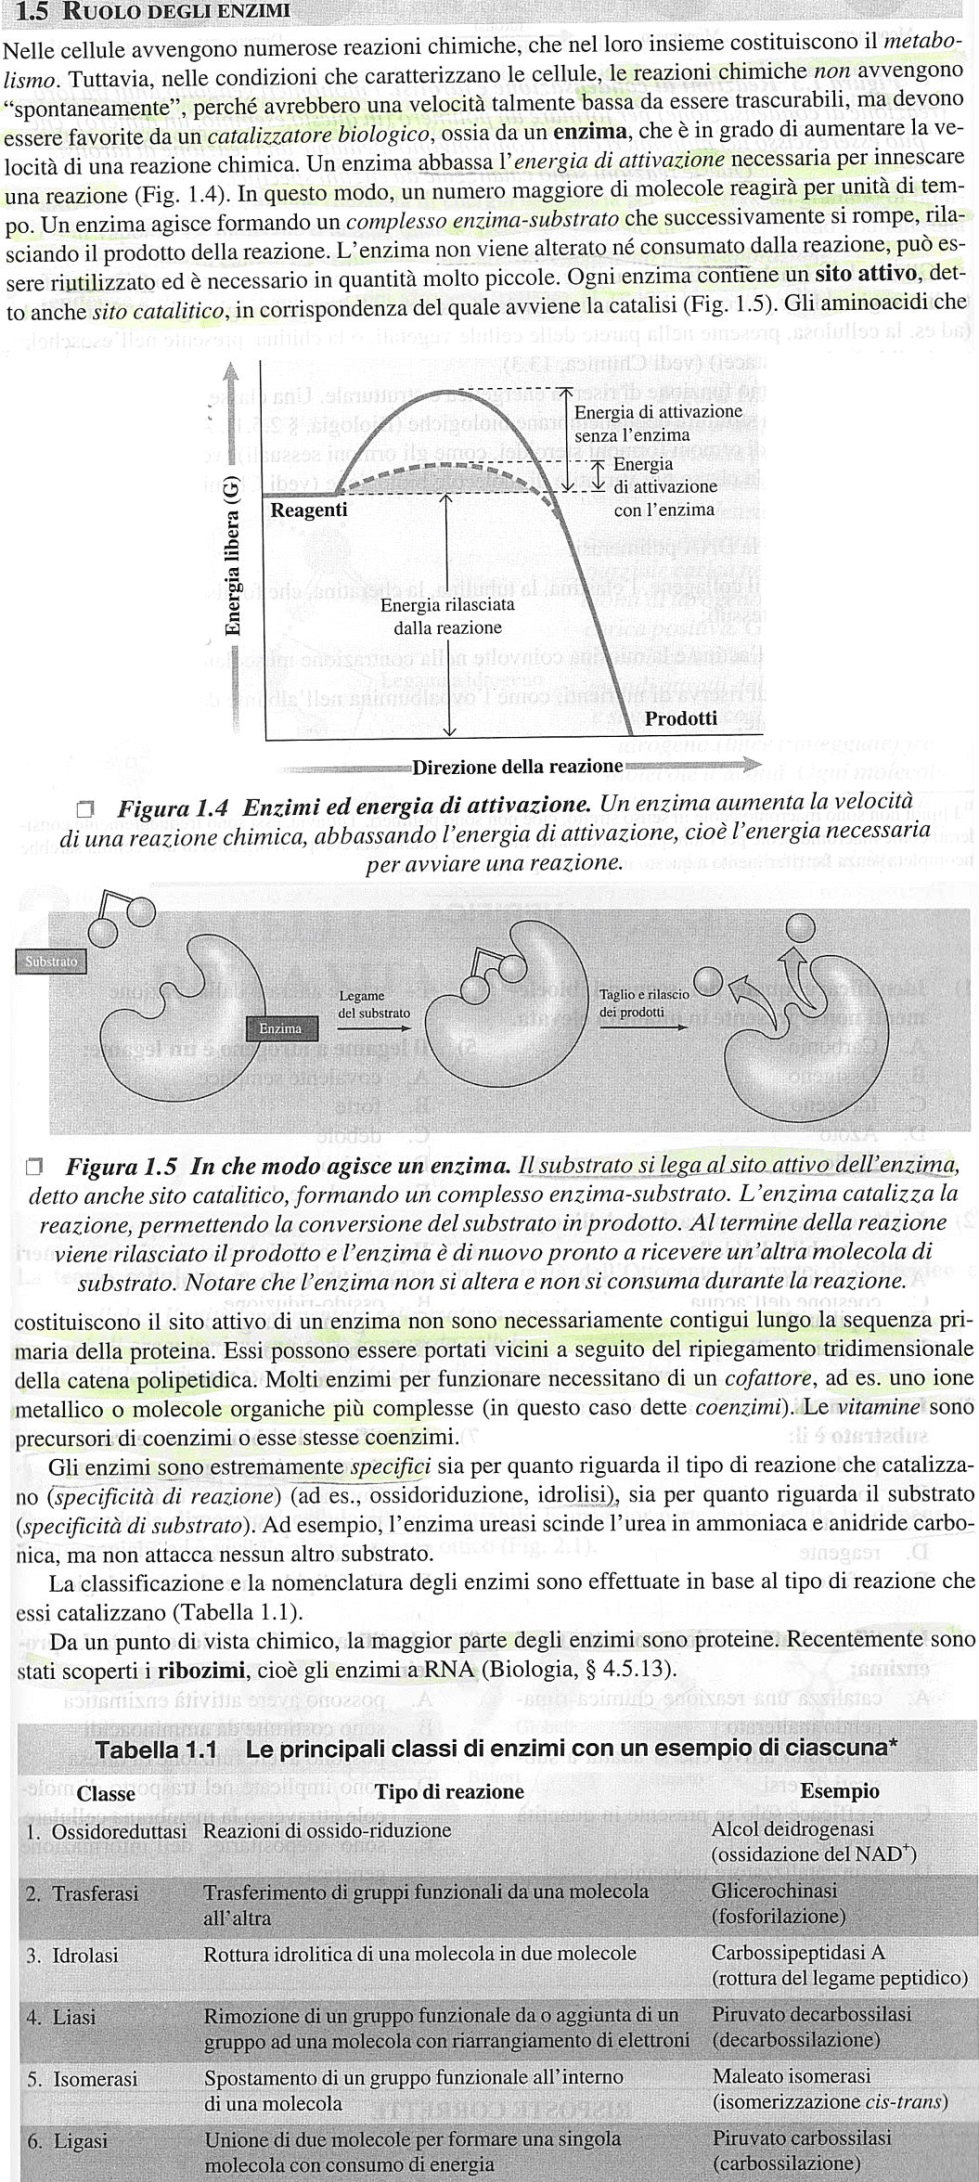 1.5 RUOLO DEGLI ENZIMI
Nelle cellule avvengono numerose reazioni chimiche, che nel loro insieme costituiscono il metabo-
lismo. Tuttavia, nelle condizioni che caratterizzano le cellule, le reazioni chimiche non avvengono
“spontaneamente”, perché avrebbero una velocità talmente bassa da essere trascurabili, ma devono
essere favorite da un catalizzatore biologico, ossia da un enzima, che è in grado di aumentare la ve-
locità di una reazione chimica. Un enzima abbassa l’energia di attivazione necessaria per innescare
una reazione (Fig. 1.4). In questo modo, un numero maggiore di molecole reagirà per unità di tem-
po. Un enzima agisce formando un complesso enzima-substrato che successivamente si rompe, rila-
sciando il prodotto della reazione. L’enzima non viene alterato né consumato dalla reazione, può es-
sere riutilizzato ed è necessario in quantità molto piccole. Ogni enzima contiene un sito attivo, det-
to anche sito catalitico, in corrispondenza del quale avviene la catalisi (Fig. 1.5). Gli aminoacidi che
Energia libera (G)
Energia di attivazione
senza l’enzima
Energia
di attivazione
con l’enzima
Reagenti
Energia rilasciata
dalla reazione
Prodotti
Direzione della reazione
Figura 1.4 Enzimi ed energia di attivazione. Un enzima aumenta la velocità
di una reazione chimica, abbassando l’energia di attivazione, cioè l’energia necessaria
per avviare una reazione.
Substrato
Enzima
Legame
del substrato
Taglio e rilascio
dei prodotti
Figura 1.5 In che modo agisce un enzima. Il substrato si lega al sito attivo dell’enzima,
detto anche sito catalitico, formando un complesso enzima-substrato. L’enzima catalizza la
reazione, permettendo la conversione del substrato in prodotto. Al termine della reazione
viene rilasciato il prodotto e l’enzima è di nuovo pronto a ricevere un’altra molecola di
substrato. Notare che l’enzima non si altera e non si consuma durante la reazione.
costituiscono il sito attivo di un enzima non sono necessariamente contigui lungo la sequenza pri-
maria della proteina. Essi possono essere portati vicini a seguito del ripiegamento tridimensionale
della catena polipetidica. Molti enzimi per funzionare necessitano di un cofattore, ad es. uno ione
metallico o molecole organiche più complesse (in questo caso dette coenzimi). Le vitamine sono
precursori di coenzimi o esse stesse coenzimi.
Gli enzimi sono estremamente specifici sia per quanto riguarda il tipo di reazione che catalizza-
no (specificità di reazione) (ad es., ossidoriduzione, idrolisi), sia per quanto riguarda il substrato
(specificità di substrato). Ad esempio, l’enzima ureasi scinde l’urea in ammoniaca e anidride carbo-
nica, ma non attacca nessun altro substrato.
La classificazione e la nomenclatura degli enzimi sono effettuate in base al tipo di reazione che
essi catalizzano (Tabella 1.1).
Da un punto di vista chimico, la maggior parte degli enzimi sono proteine. Recentemente sono
stati scoperti i ribozimi, cioè gli enzimi a RNA (Biologia, § 4.5.13).
Tabella 1.1 Le principali classi di enzimi con un esempio di ciascuna*
Classe Tipo di reazione Esempio
1. Ossidoreduttasi Reazioni di ossido-riduzione Alcol deidrogenasi
(ossidazione del NAD⁺)
2. Trasferasi Trasferimento di gruppi funzionali da una molecola Glicerochinasi
all’altra (fosforilazione)
3. Idrolasi Rottura idrolitica di una molecola in due molecole Carbossipeptidasi A
(rottura del legame peptidico)
4. Liasi Rimozione di un gruppo funzionale da o aggiunta di un Piruvato decarbossilasi
gruppo ad una molecola con riarrangiamento di elettroni (decarbossilazione)
5. Isomerasi Spostamento di un gruppo funzionale all’interno Maleato isomerasi
di una molecola (isomerizzazione cis-trans)
6. Ligasi Unione di due molecole per formare una singola Piruvato carbossilasi
molecola con consumo di energia (carbossilazione)